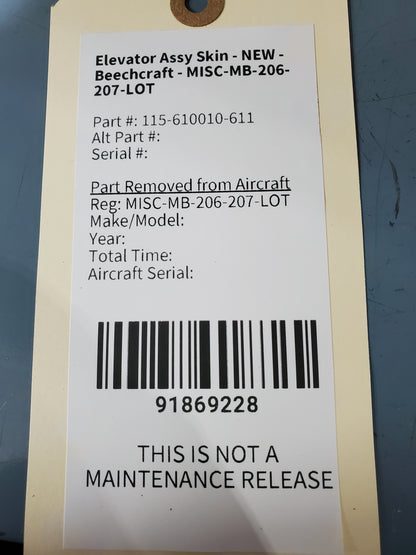 Elevator Assy Skin - NEW -
Beechcraft - MISC-MB-206-
207-LOT
Part #: 115-610010-611
Alt Part #:
Serial #:
Part Removed from Aircraft
Reg: MISC-MB-206-207-LOT
Make/Model:
Year:
Total Time:
Aircraft Serial:
91869228
THIS IS NOT A
MAINTENANCE RELEASE